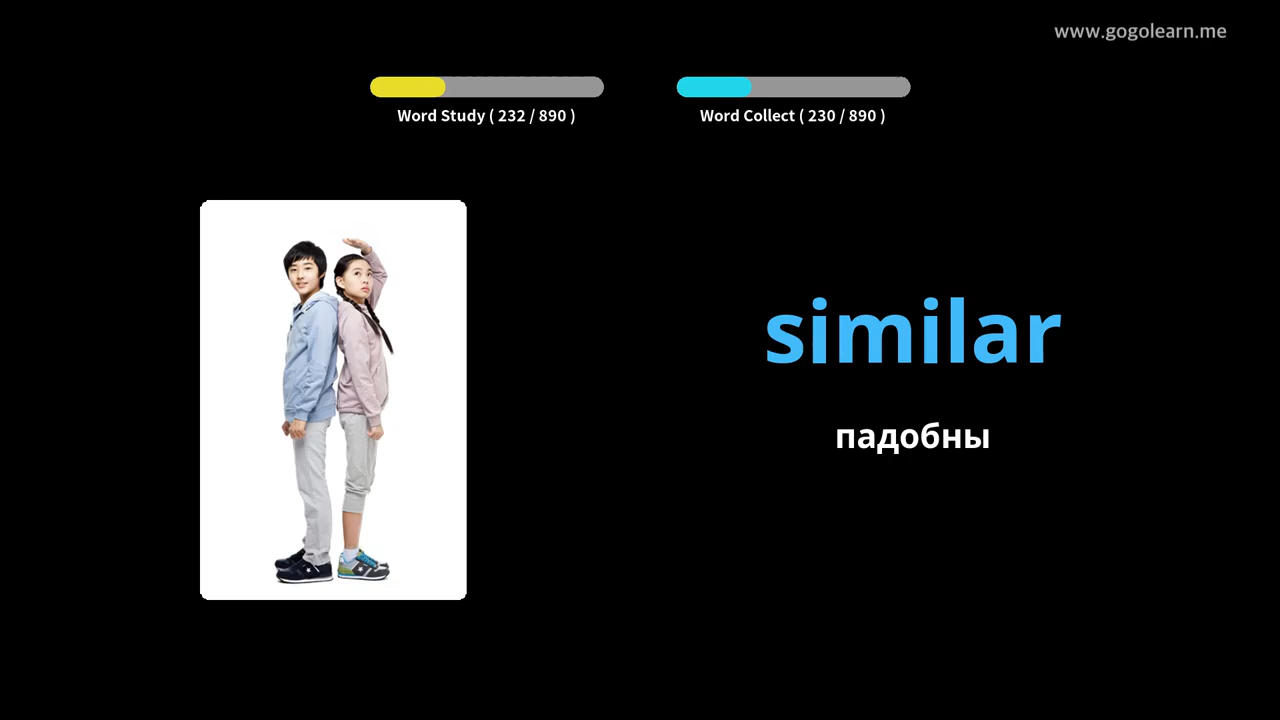 www.gogolearn.me
Word Study ( 232 / 890 )
Word Collect ( 230 / 890 )
similar
падобны